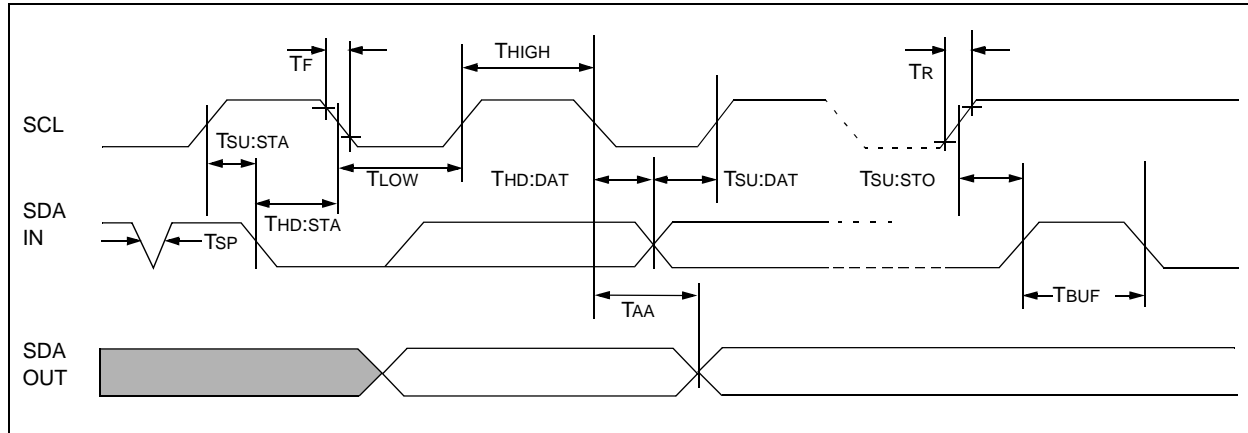 TF
THIGH
TR
SCL
TSU:STA
TLOW
THD:DAT
TSU:DAT
TSU:STO
SDA
IN
TSP
THD:STA
TAA
TBUF
SDA
OUT